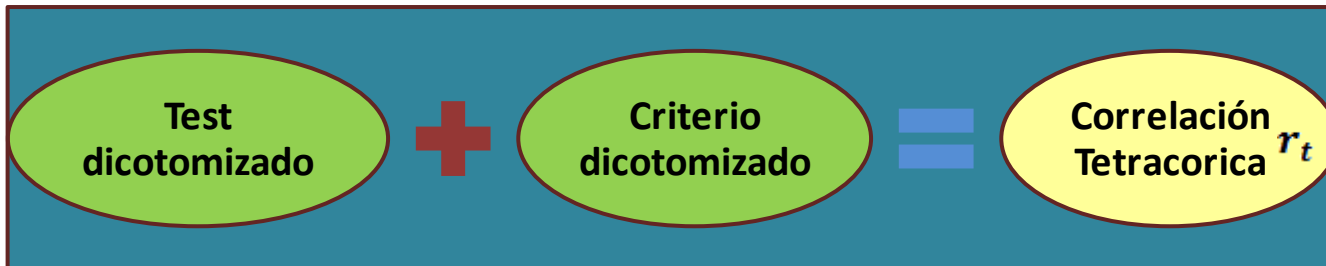 Test
dicotomizado
Criterio
dicotomizado
Correlación
Tetracorica r_t